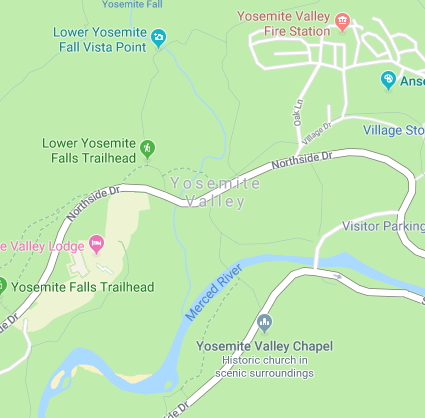 Yosemite Fall
Lower Yosemite
Fall Vista Point
Yosemite Valley
Fire Station
Anse
Oak Ln
Village Dr
Village Sto
Lower Yosemite
Falls Trailhead
Northside Dr
Yosemite
Valley
Northside Dr
Visitor Parking
e Valley Lodge
Merced River
Yosemite Falls Trailhead
de Dr
S
Yosemite Valley Chapel
Historic church in
scenic surroundings
de Dr